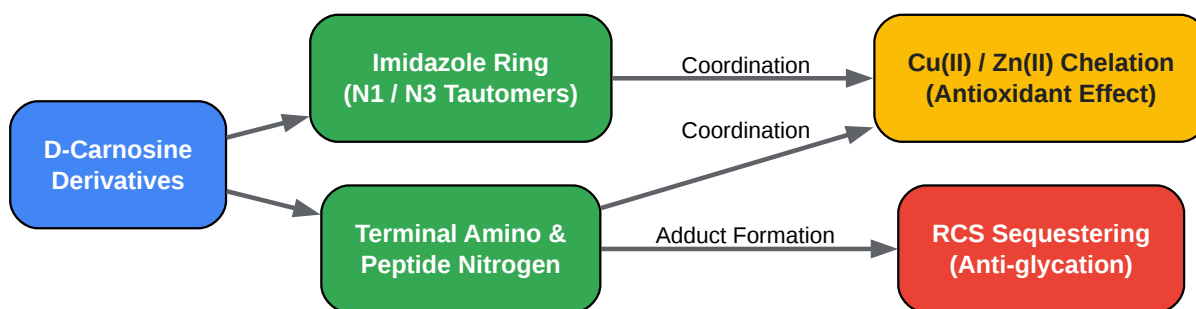 D-Carnosine
Derivatives
Imidazole Ring
(N1 / N3 Tautomers)
Terminal Amino &
Peptide Nitrogen
Coordination
Coordination
Adduct Formation
Cu(II) / Zn(II) Chelation
(Antioxidant Effect)
RCS Sequestering
(Anti-glycation)